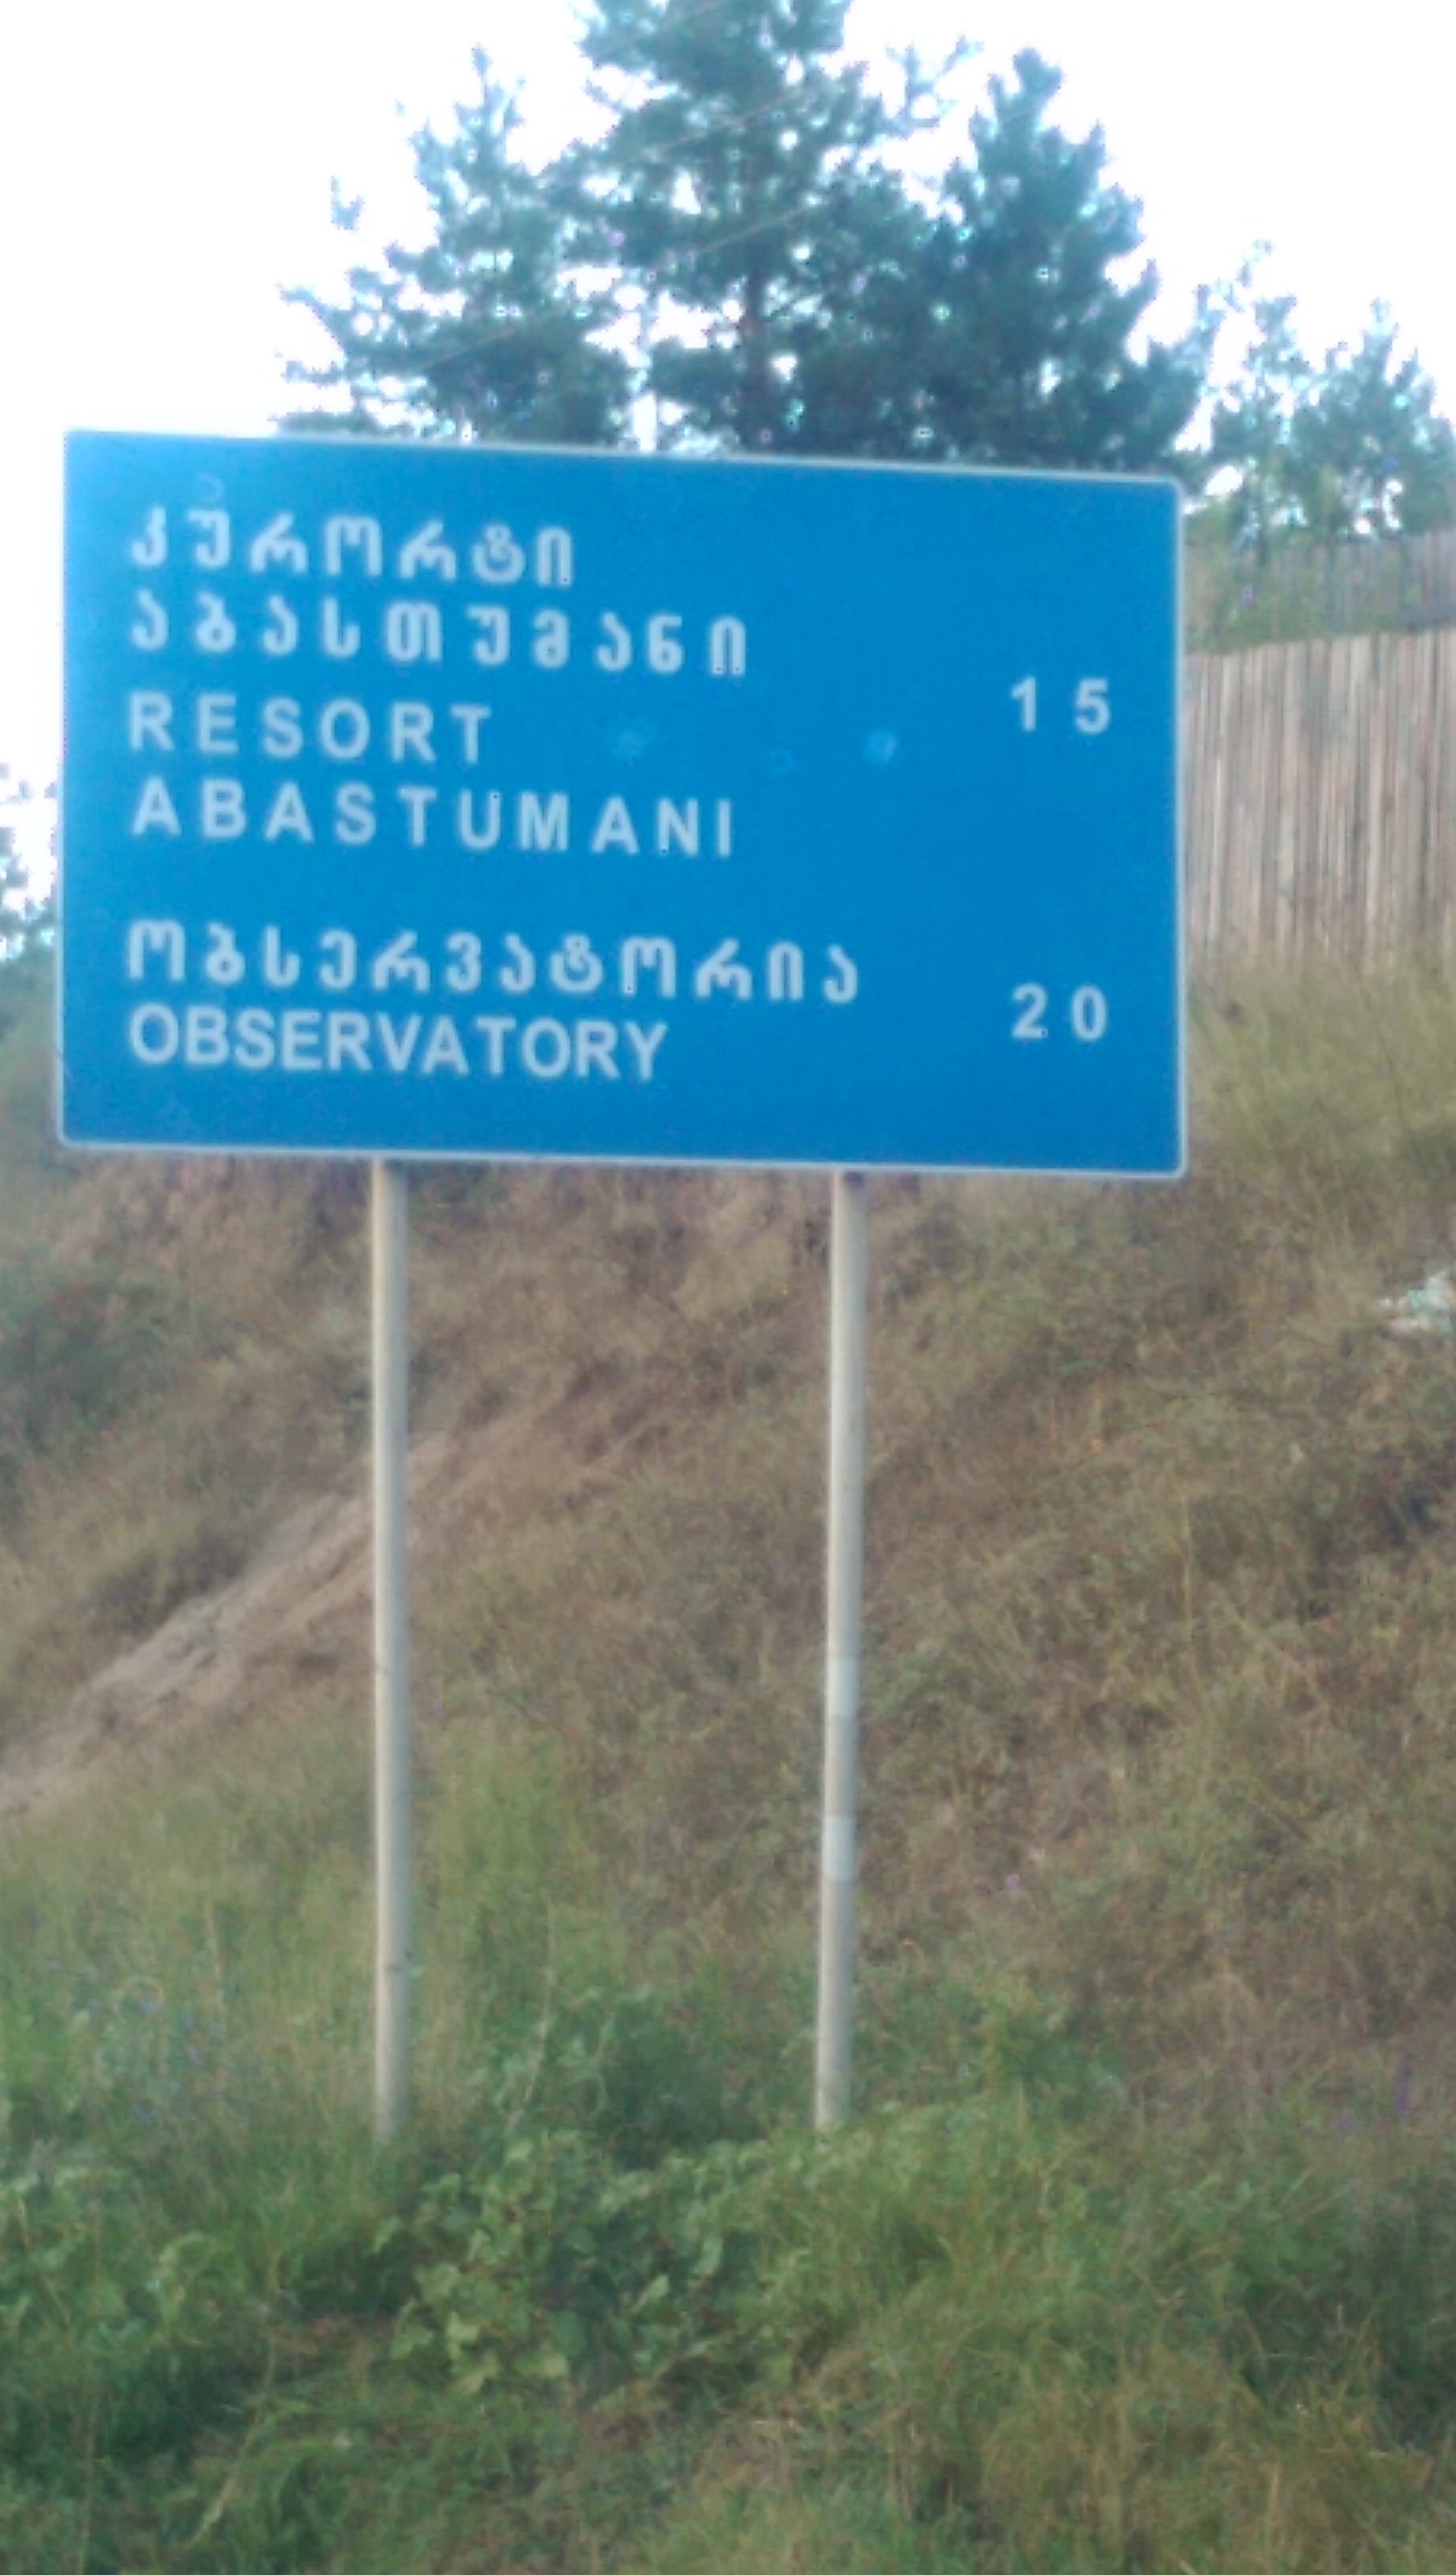 კურორტი
აბასთუმანი
RESORT 15
ABASTUMANI
ობსერვატორია
OBSERVATORY 20